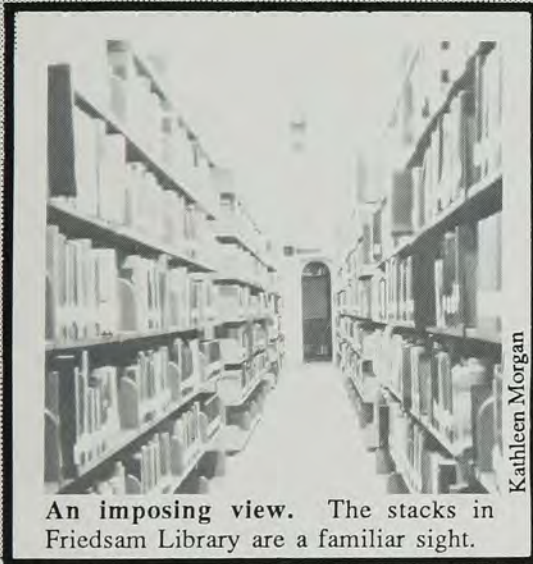 An imposing view. The stacks in
Friedsam Library are a familiar sight.
Kathleen Morgan